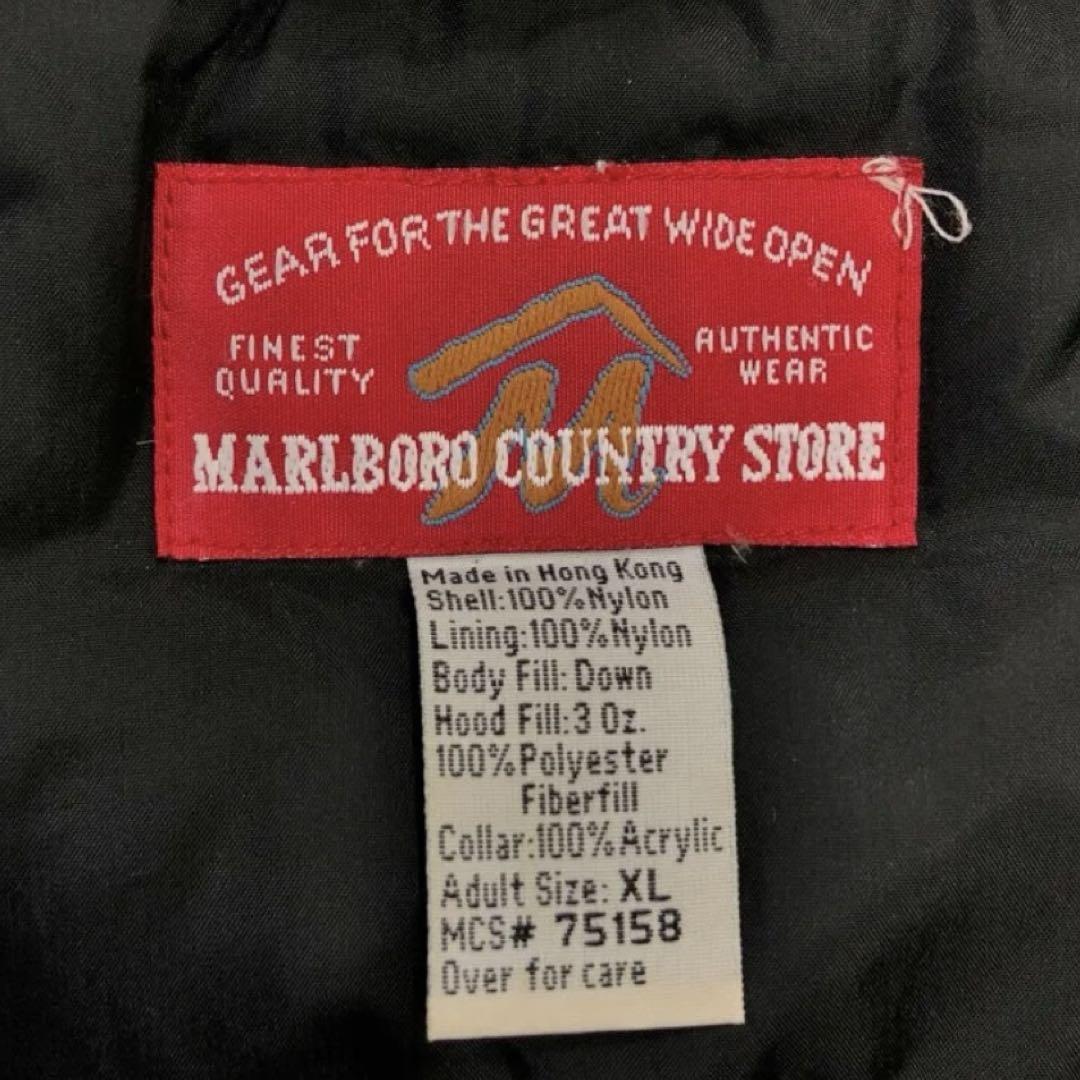 GEAR FOR THE GREAT WIDE OPEN
FINEST
QUALITY
AUTHENTIC
WEAR
M
MARLBORO COUNTRY STORE
Made in Hong Kong
Shell:100%Nylon
Lining:100%Nylon
Body Fill: Down
Hood Fill:3 Oz.
100%Polyester
Fiberfill
Collar:100%Acrylic
Adult Size: XL
MCS# 75158
Over for care